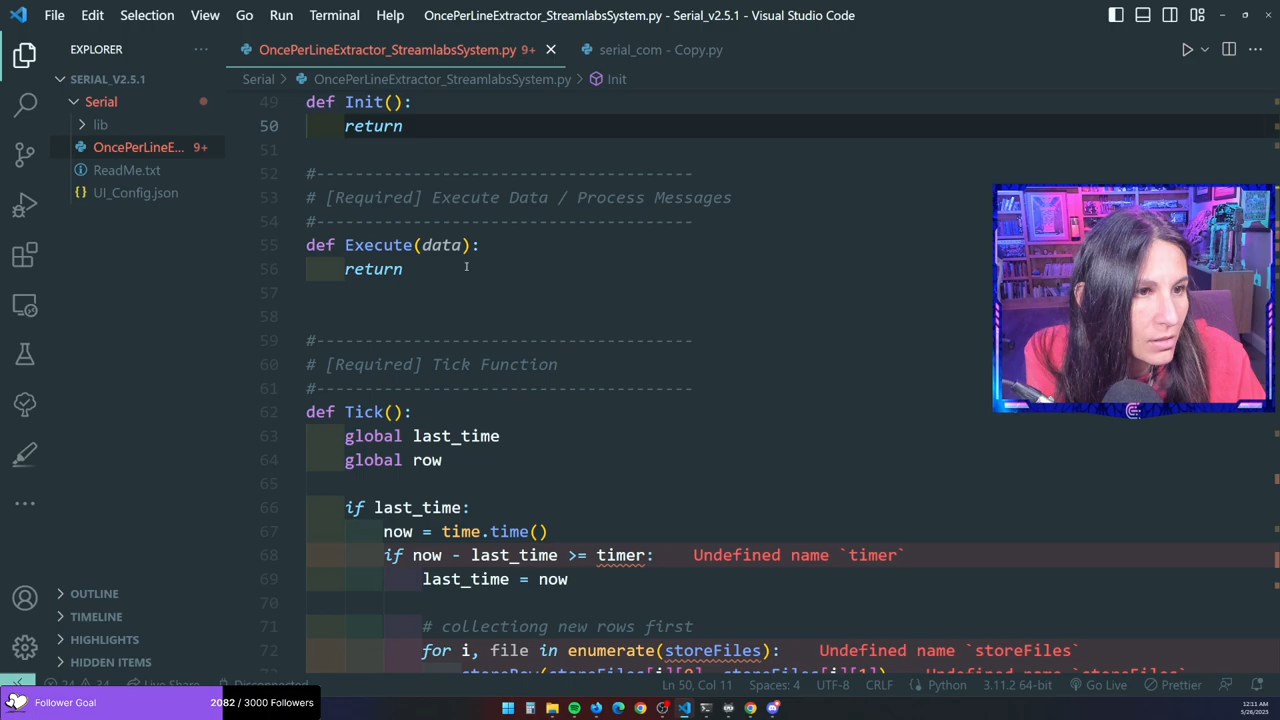 File Edit Selection View Go Run Terminal Help OncePerLineExtractor_StreamlabsSystem.py - Serial_v2.5.1 - Visual Studio Code
EXPLORER
OncePerLineExtractor_StreamlabsSystem.py 9+
serial_com - Copy.py
SERIAL_V2.5.1
Serial
lib
OncePerLineE... 9+
ReadMe.txt
UI_Config.json
OUTLINE
TIMELINE
HIGHLIGHTS
HIDDEN ITEMS
Serial > OncePerLineExtractor_StreamlabsSystem.py > Init
49 def Init():
50 return
51
52 #---------------------------------------
53 # [Required] Execute Data / Process Messages
54 #---------------------------------------
55 def Execute(data):
56 return
57
58
59 #---------------------------------------
60 # [Required] Tick Function
61 #---------------------------------------
62 def Tick():
63 global last_time
64 global row
65
66 if last_time:
67 now = time.time()
68 if now - last_time >= timer: Undefined name `timer`
69 last_time = now
70
71 # collectiong new rows first
72 for i, file in enumerate(storeFiles): Undefined name `storeFiles`
Ln 50, Col 11 Spaces: 4 UTF-8 CRLF Python 3.11.2 64-bit Go Live Prettier
Follower Goal 2082 / 3000 Followers
12:11 AM
5/28/2023